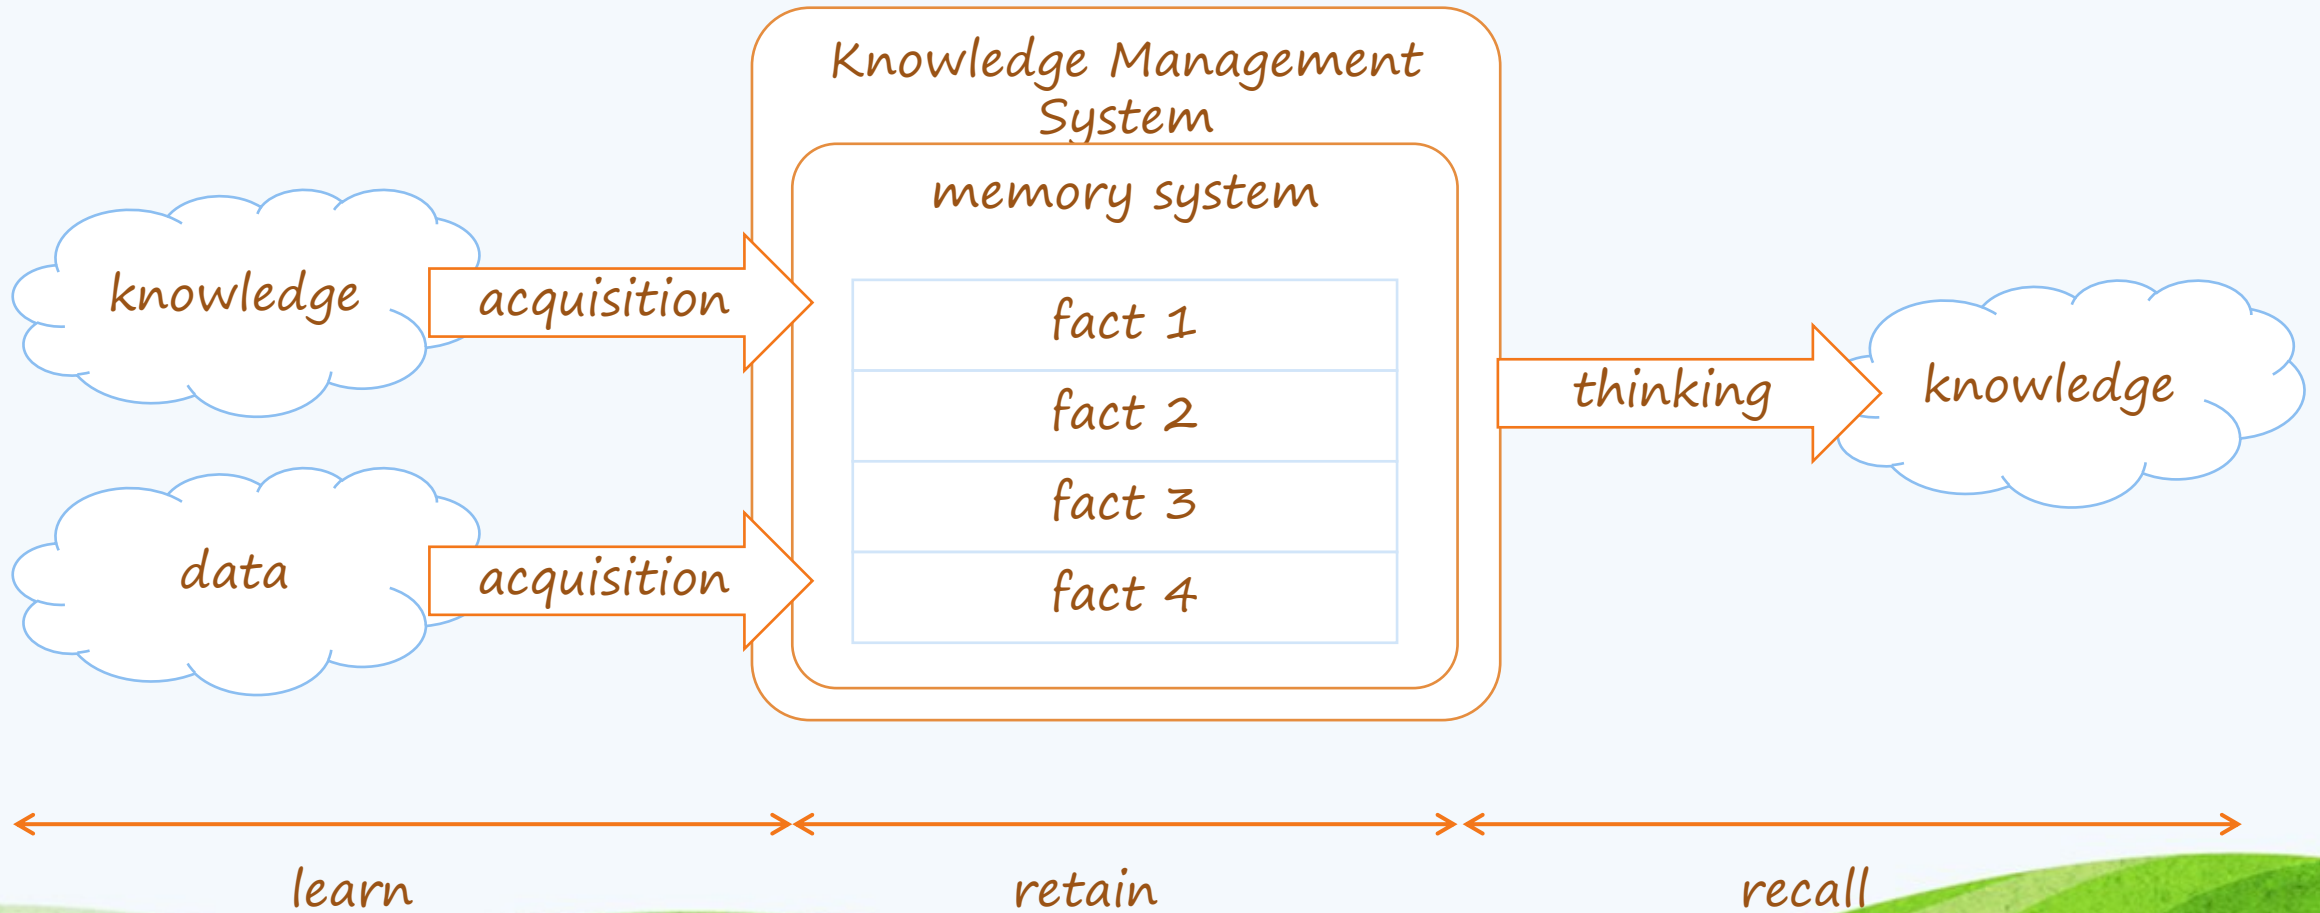 Knowledge Management
System
memory system
knowledge
acquisition
fact 1
fact 2
fact 3
fact 4
thinking
knowledge
data
acquisition
learn
retain
recall